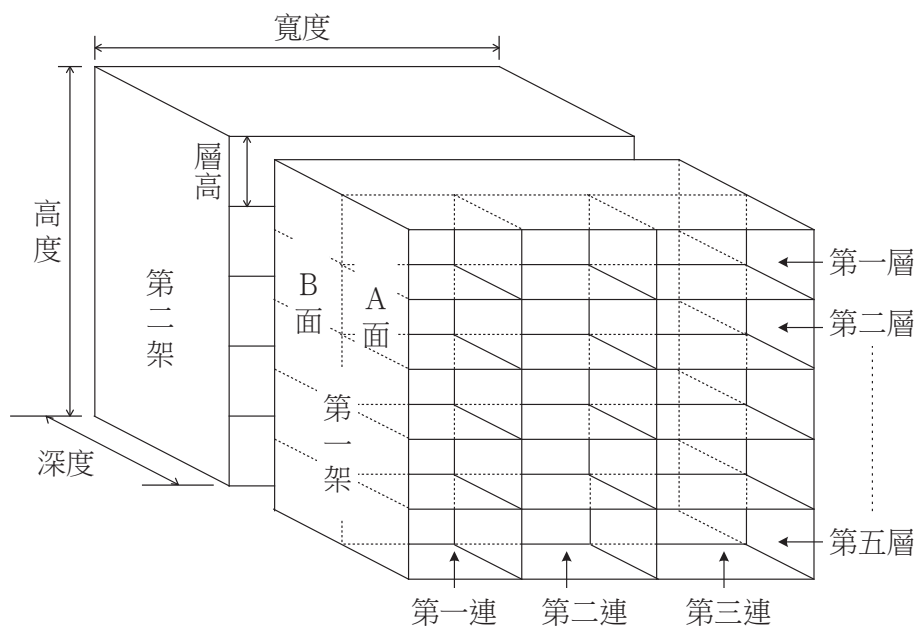 寬度
高度
層高
深度
第二架
B面
A面
第一架
第一層
第二層
第五層
第一連
第二連
第三連